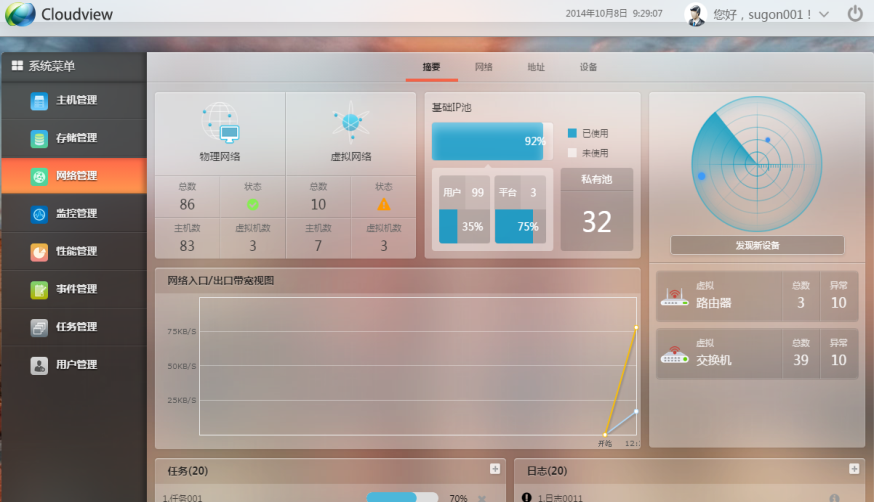 Cloudview
2014年10月8日 9:29:07
您好，sugon001！
系统菜单
主机管理
存储管理
网络管理
监控管理
性能管理
事件管理
任务管理
用户管理
摘要 网络 地址 设备
物理网络 虚拟网络
总数 状态 总数 状态
86 10
主机数 虚拟机数 主机数 虚拟机数
83 3 7 3
基础IP池
92%
已使用
未使用
用户 99 平台 3
35% 75%
私有池
32
发现新设备
虚拟 总数 异常
路由器 3 10
虚拟 总数 异常
交换机 39 10
网络入口/出口带宽视图
75KB/S
50KB/S
25KB/S
开始 12:
任务(20)
1.任务001 70%
日志(20)
1.日志0011